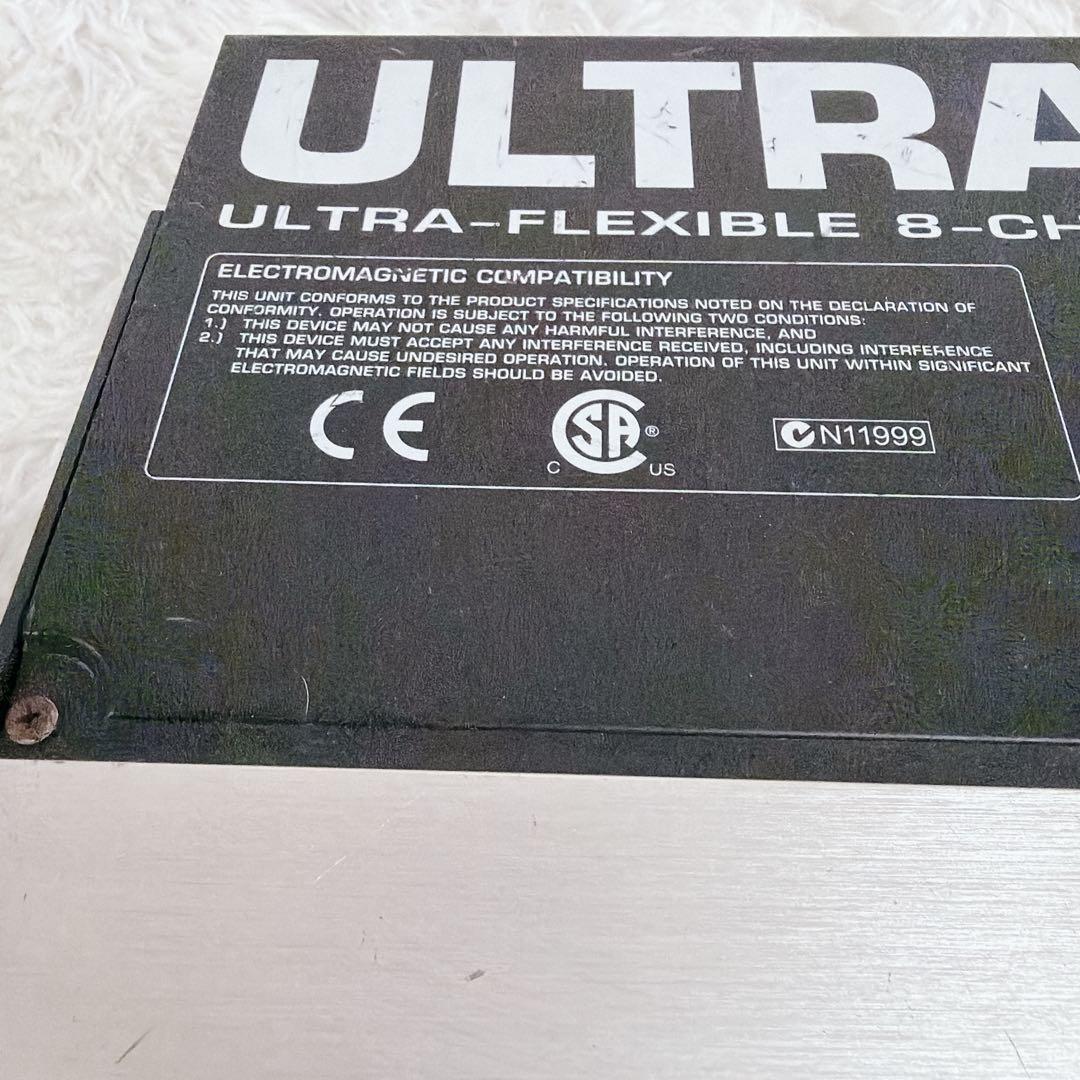 ULTRA
ULTRA-FLEXIBLE 8-CH
ELECTROMAGNETIC COMPATIBILITY
THIS UNIT CONFORMS TO THE PRODUCT SPECIFICATIONS NOTED ON THE DECLARATION OF
CONFORMITY. OPERATION IS SUBJECT TO THE FOLLOWING TWO CONDITIONS:
1.) THIS DEVICE MAY NOT CAUSE ANY HARMFUL INTERFERENCE, AND
2.) THIS DEVICE MUST ACCEPT ANY INTERFERENCE RECEIVED, INCLUDING INTERFERENCE
THAT MAY CAUSE UNDESIRED OPERATION. OPERATION OF THIS UNIT WITHIN SIGNIFICANT
ELECTROMAGNETIC FIELDS SHOULD BE AVOIDED.
CE
C SA ®
C US
N11999